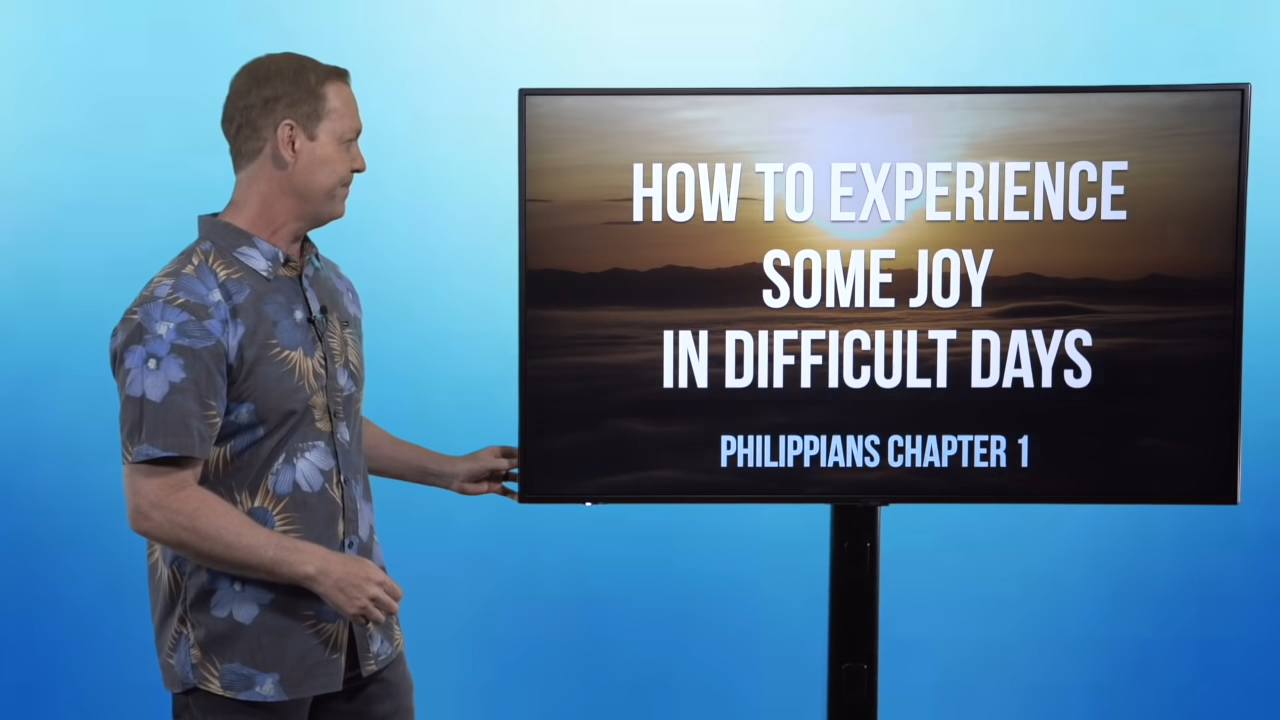 HOW TO EXPERIENCE
SOME JOY
IN DIFFICULT DAYS
PHILIPPIANS CHAPTER 1